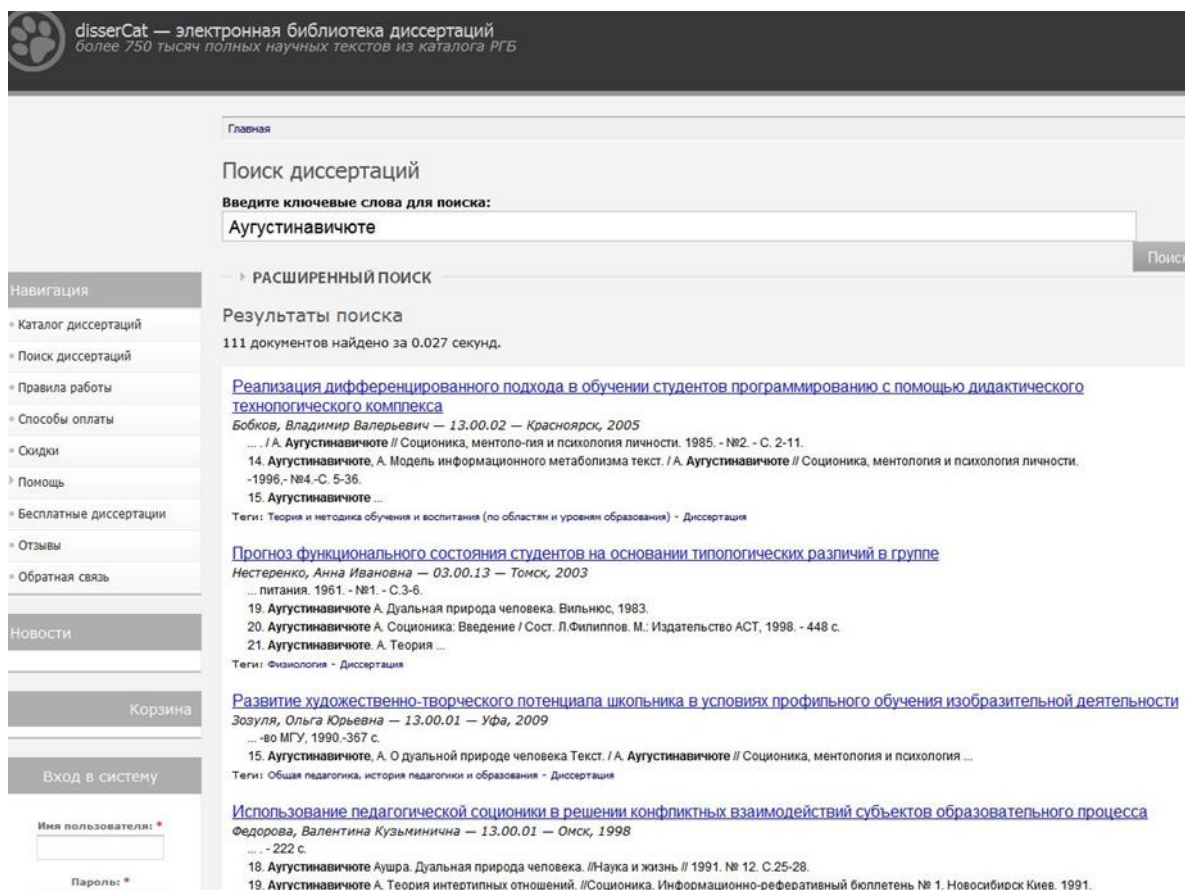 disserCat — электронная библиотека диссертаций
более 750 тысяч полных научных текстов из каталога РГБ
Главная
Поиск диссертаций
Введите ключевые слова для поиска:
Аугустинавичюте
Поиск
РАСШИРЕННЫЙ ПОИСК
Результаты поиска
111 документов найдено за 0.027 секунд.
Навигация
Каталог диссертаций
Поиск диссертаций
Правила работы
Способы оплаты
Скидки
Помощь
Бесплатные диссертации
Отзывы
Обратная связь
Новости
Корзина
Вход в систему
Имя пользователя: *
Пароль: *
Реализация дифференцированного подхода в обучении студентов программированию с помощью дидактического
технологического комплекса
Бобков, Владимир Валерьевич — 13.00.02 — Красноярск, 2005
... . / А. Аугустинавичюте // Соционика, ментоло-гия и психология личности. 1985. - №2. - С. 2-11.
14. Аугустинавичюте, А. Модель информационного метаболизма текст. / А. Аугустинавичюте // Соционика, ментология и психология личности.
-1996,- №4.-С. 5-36.
15. Аугустинавичюте ...
Теги: Теория и методика обучения и воспитания (по областям и уровням образования) - Диссертация
Прогноз функционального состояния студентов на основании типологических различий в группе
Нестеренко, Анна Ивановна — 03.00.13 — Томск, 2003
... питания. 1961. - №1. - С.3-6.
19. Аугустинавичюте А. Дуальная природа человека. Вильнюс, 1983.
20. Аугустинавичюте А. Соционика: Введение / Сост. Л.Филиппов. М.: Издательство АСТ, 1998. - 448 с.
21. Аугустинавичюте. А. Теория ...
Теги: Физиология - Диссертация
Развитие художественно-творческого потенциала школьника в условиях профильного обучения изобразительной деятельности
Зозуля, Ольга Юрьевна — 13.00.01 — Уфа, 2009
... -во МГУ, 1990.-367 с.
15. Аугустинавичюте, А. О дуальной природе человека Текст. / А. Аугустинавичюте // Соционика, ментология и психология ...
Теги: Общая педагогика, история педагогики и образования - Диссертация
Использование педагогической соционики в решении конфликтных взаимодействий субъектов образовательного процесса
Федорова, Валентина Кузьминична — 13.00.01 — Омск, 1998
... . - 222 с.
18. Аугустинавичюте Аушра. Дуальная природа человека. //Наука и жизнь // 1991. № 12. С.25-28.
19. Аугустинавичюте А. Теория интертипных отношений. //Соционика. Информационно-реферативный бюллетень № 1. Новосибирск Киев. 1991.